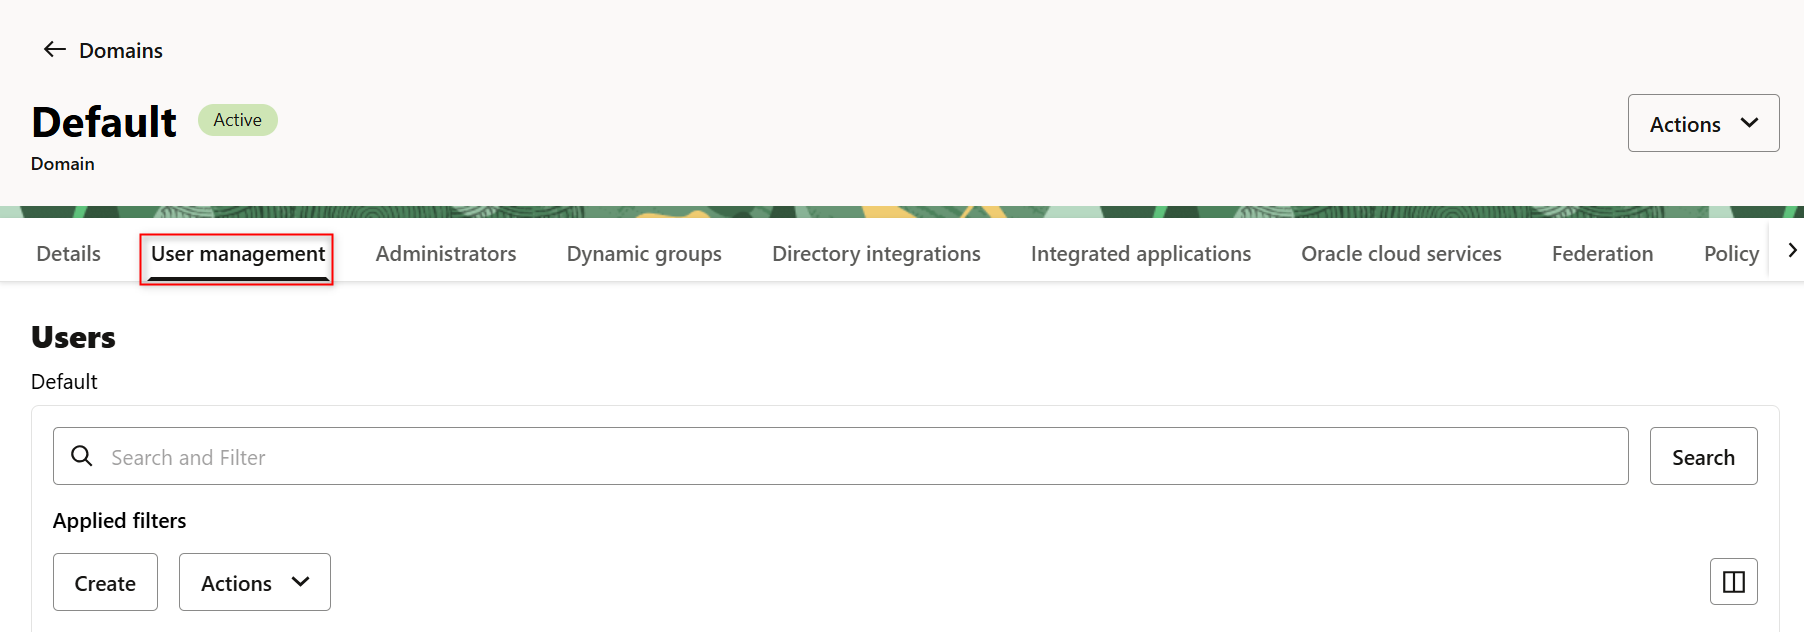 Domains
Default Active
Actions
Domain
Details User management Administrators Dynamic groups Directory integrations Integrated applications Oracle cloud services Federation Policy
Users
Default
Search and Filter Search
Applied filters
Create Actions